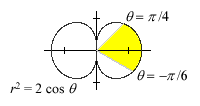 θ = π /4
θ = −π/6
r² = 2 cos θ